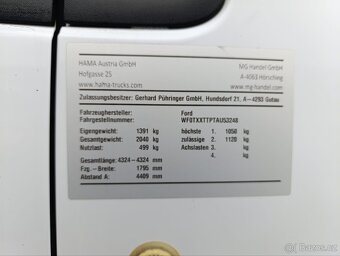 HAMA Austria GmbH MG Handel GmbH
Hofgasse 25 A-4063 Hörsching
www.hama-trucks.com www.mg-handel.com
Zulassungsbesitzer: Gerhard Pühringer GmbH, Hundsdorf 21, A-4293 Gutau
Fahrzeughersteller: Ford
Fahrgestellnummer: WF0TXXTTPTAU53248
Eigengewicht: 1391 kg höchste 1. 1050 kg
Gesamtgewicht: 2040 kg zulässige 2. 1120 kg
Nutzlast: 499 kg Achslasten 3.
4.
Gesamtlänge: 4324-4324 mm
Fzg.-Breite: 1795 mm
Abstand A: 4409 mm
Bazos.cz